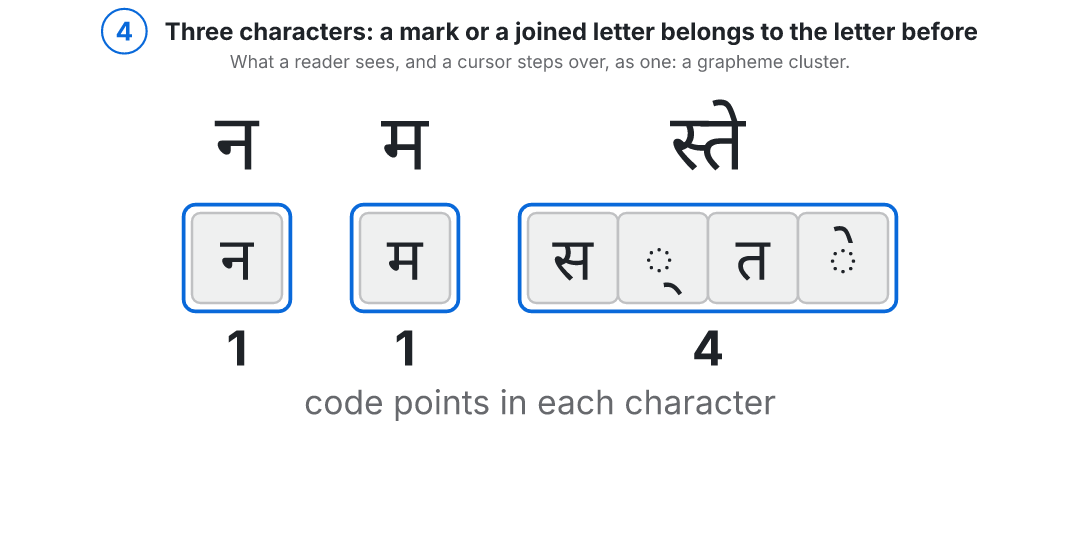 4 Three characters: a mark or a joined letter belongs to the letter before
What a reader sees, and a cursor steps over, as one: a grapheme cluster.
न म स्ते
न म स ् त े
1 1 4
code points in each character